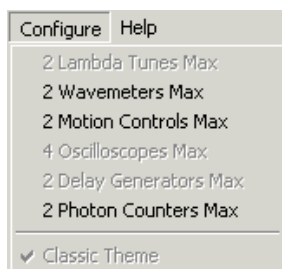 Configure Help
2 Lambda Tunes Max
2 Wavemeters Max
2 Motion Controls Max
4 Oscilloscopes Max
2 Delay Generators Max
2 Photon Counters Max
✔ Classic Theme